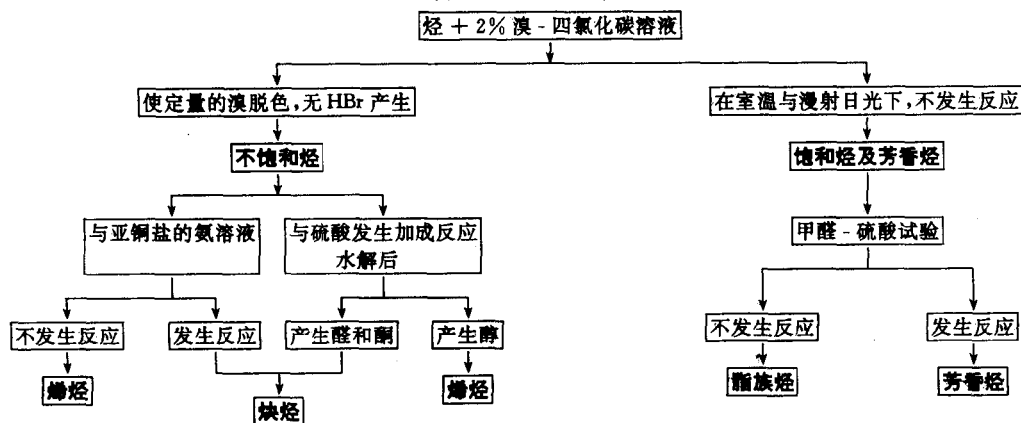 烃 + 2% 溴 - 四氯化碳溶液
使定量的溴脱色,无 HBr 产生
在室温与漫射日光下,不发生反应
不饱和烃
饱和烃及芳香烃
与亚铜盐的氨溶液
与硫酸发生加成反应
水解后
甲醛 - 硫酸试验
不发生反应
发生反应
产生醛和酮
产生醇
不发生反应
发生反应
烯烃
炔烃
烯烃
脂族烃
芳香烃